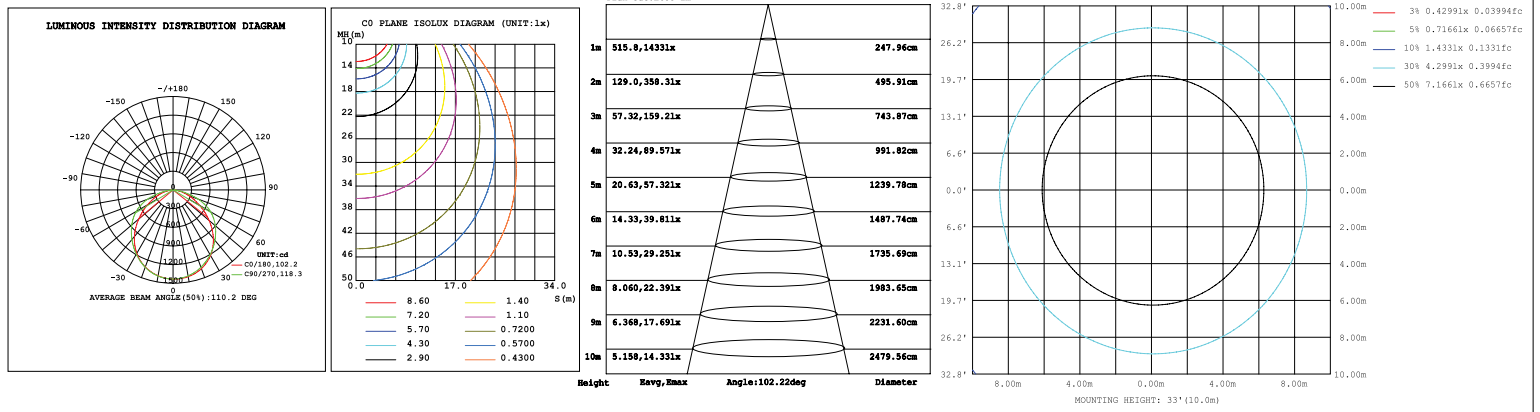 LUMINOUS INTENSITY DISTRIBUTION DIAGRAM
-/+180
-150
150
-120
120
-90
90
0
300
600
900
1200
1500
-60
60
-30
30
0
UNIT:cd
C0/180,102.2
C90/270,118.3
AVERAGE BEAM ANGLE(50%):110.2 DEG
C0 PLANE ISOLUX DIAGRAM (UNIT:lx)
MH(m)
10
14
18
22
26
30
34
38
42
46
50
0.0 17.0 34.0
S(m)
8.60 1.40
7.20 1.10
5.70 0.7200
4.30 0.5700
2.90 0.4300
1m 515.8,1433lx 247.96cm
2m 129.0,358.3lx 495.91cm
3m 57.32,159.2lx 743.87cm
4m 32.24,89.57lx 991.82cm
5m 20.63,57.32lx 1239.78cm
6m 14.33,39.81lx 1487.74cm
7m 10.53,29.25lx 1735.69cm
8m 8.060,22.39lx 1983.65cm
9m 6.368,17.69lx 2231.60cm
10m 5.158,14.33lx 2479.56cm
Height Eavg,Emax Angle:102.22deg Diameter
32.8' 10.00m
26.2' 8.00m
19.7' 6.00m
13.1' 4.00m
6.6' 2.00m
0.0' 0.00m
6.6' 2.00m
13.1' 4.00m
19.7' 6.00m
26.2' 8.00m
32.8' 10.00m
8.00m 4.00m 0.00m 4.00m 8.00m
MOUNTING HEIGHT: 33'(10.0m)
3% 0.4299lx 0.03994fc
5% 0.7166lx 0.06657fc
10% 1.433lx 0.1331fc
30% 4.299lx 0.3994fc
50% 7.166lx 0.6657fc